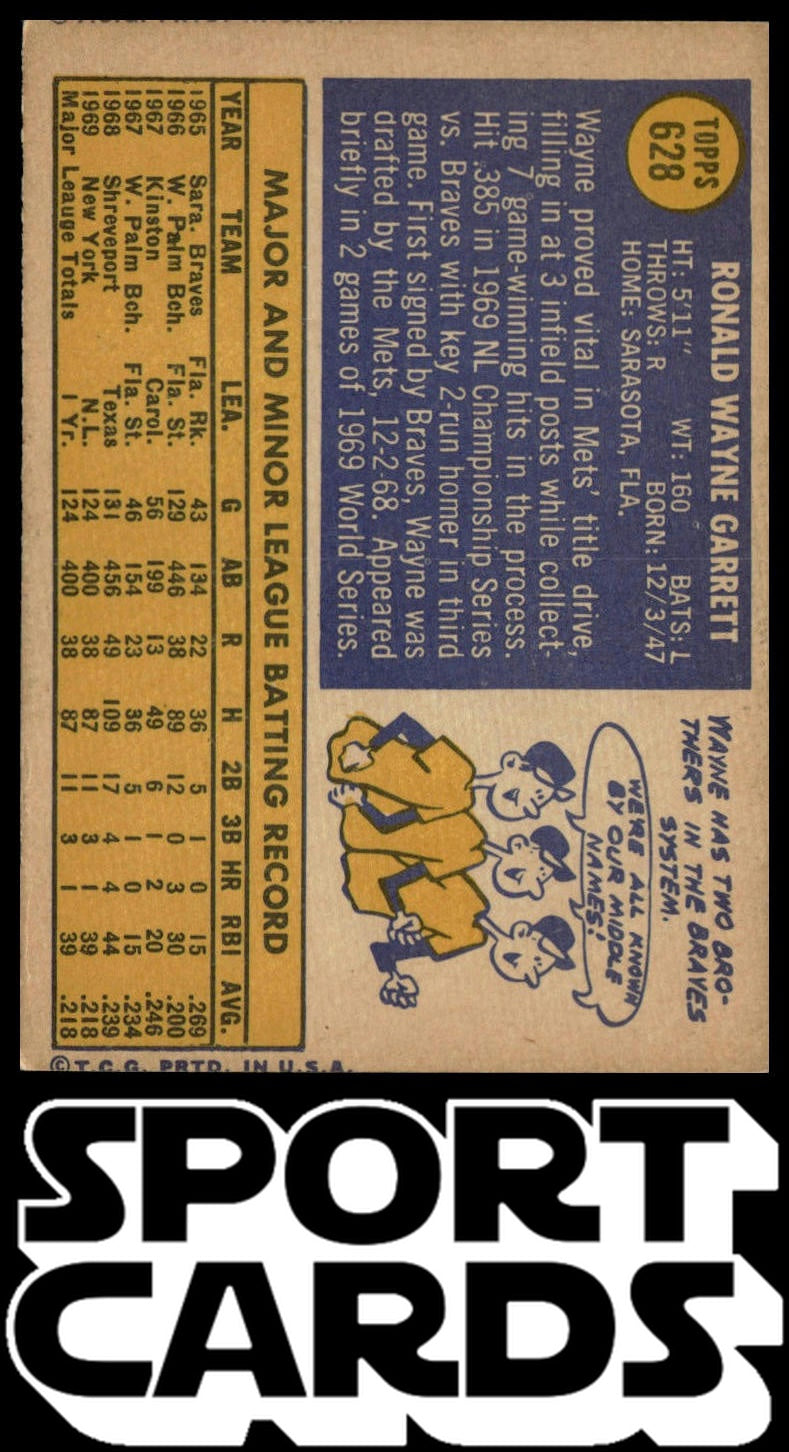 TOPPS
628
RONALD WAYNE GARRETT
HT: 5'11" WT: 160 BATS: L
THROWS: R BORN: 12/3/47
HOME: SARASOTA, FLA.
Wayne proved vital in Mets' title drive,
filling in at 3 infield posts while collect-
ing 7 game-winning hits in the process.
Hit .385 in 1969 NL Championship Series
vs. Braves with key 2-run homer in third
game. First signed by Braves, Wayne was
drafted by the Mets, 12-2-68. Appeared
briefly in 2 games of 1969 World Series.
WAYNE HAS TWO BRO-
THERS IN THE BRAVES
SYSTEM.
WE'RE ALL KNOWN
BY OUR MIDDLE
NAMES!
MAJOR AND MINOR LEAGUE BATTING RECORD
YEAR TEAM LEA. G AB R H 2B 3B HR RBI AVG.
1965 Sara. Braves Fla. Rk. 43 134 22 36 5 1 0 15 .269
1966 W. Palm Bch. Fla. St. 129 446 38 89 12 0 3 30 .200
1967 Kinston Carol. 56 199 13 49 6 1 2 20 .246
1967 W. Palm Bch. Fla. St. 46 154 23 36 5 1 0 15 .234
1968 Shreveport Texas 131 456 49 109 17 4 4 44 .239
1969 New York N.L. 124 400 38 87 11 3 1 39 .218
Major Leauge Totals 1 Yr. 124 400 38 87 11 3 1 39 .218
© T.C.G. PRTD. IN U.S.A.
SPORT
CARDS